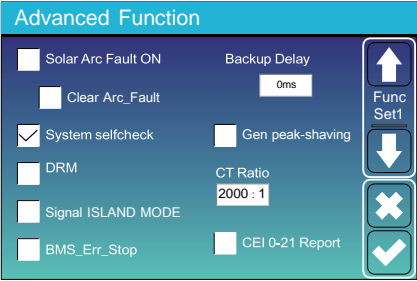 Advanced Function
Solar Arc Fault ON
Backup Delay
0ms
Clear Arc_Fault
Func
Set1
System selfcheck
Gen peak-shaving
DRM
CT Ratio
2000 : 1
Signal ISLAND MODE
BMS_Err_Stop
CEI 0-21 Report